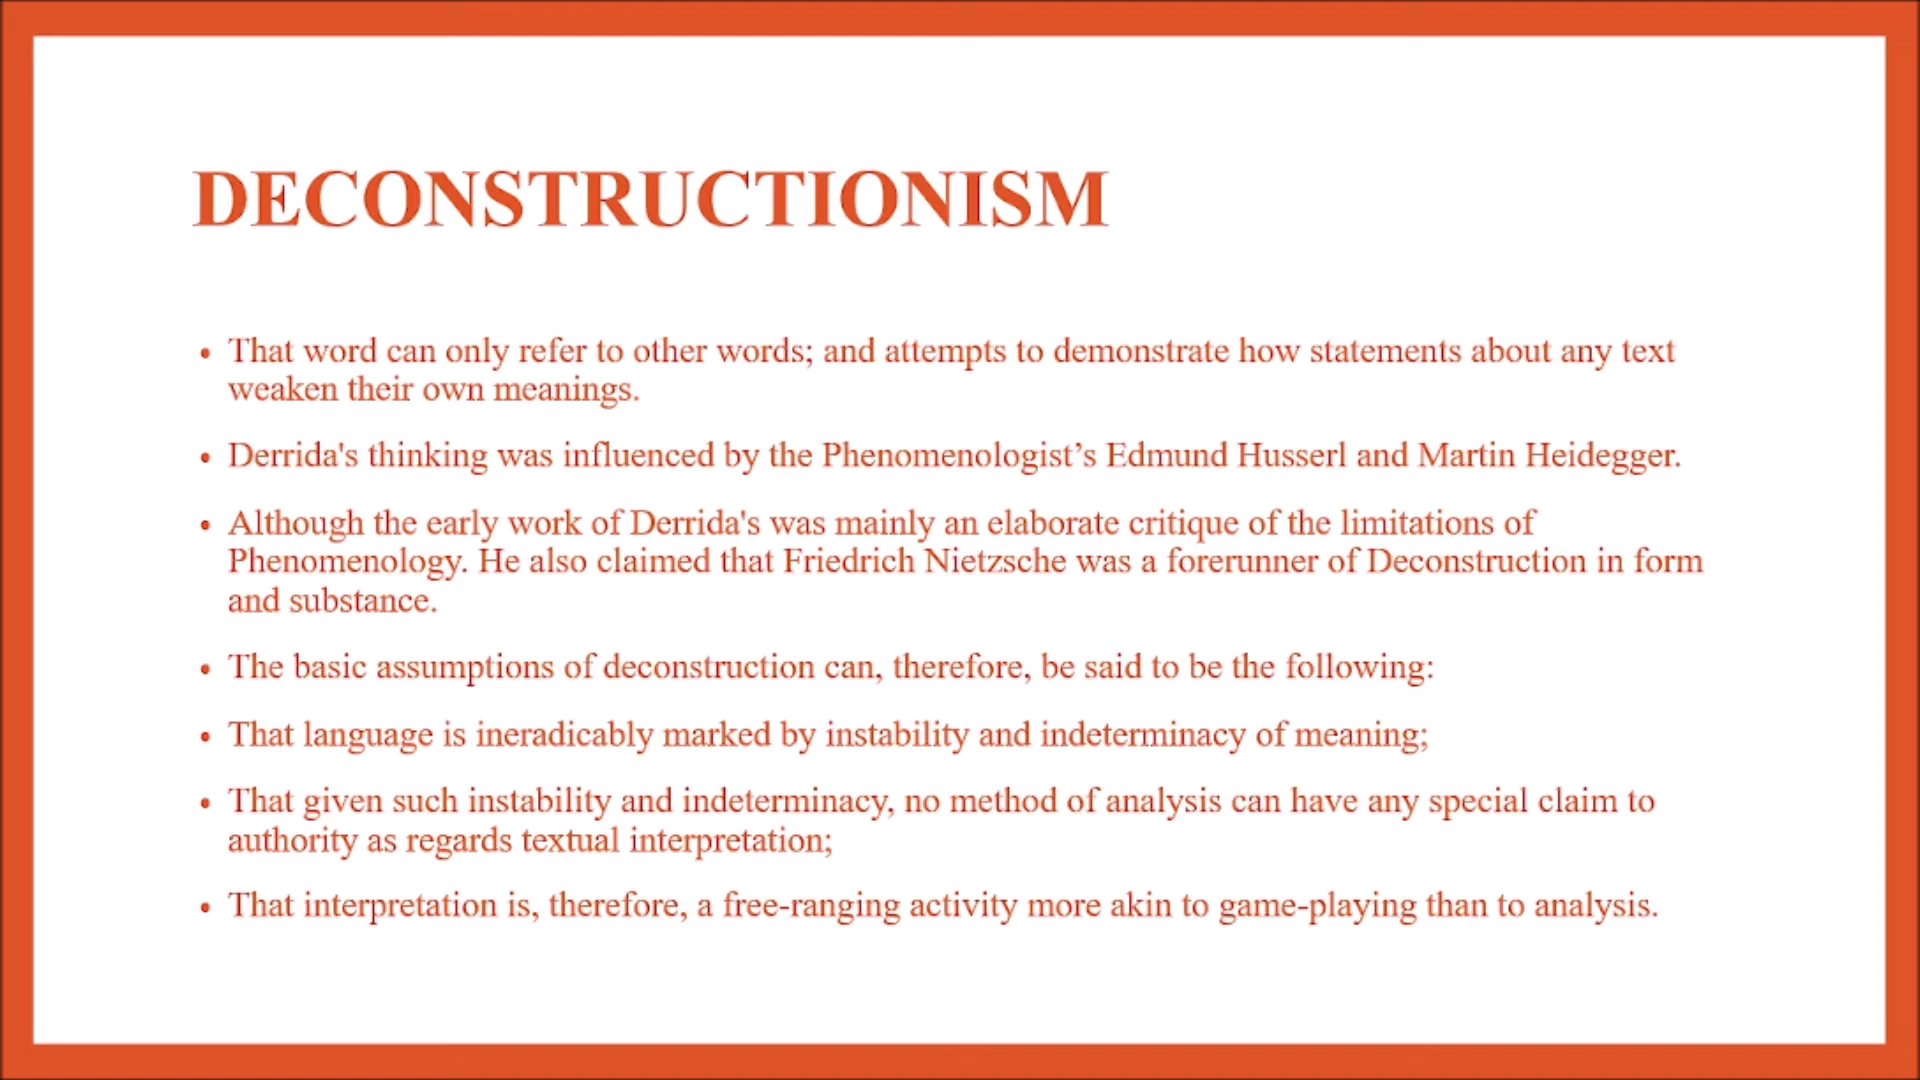 DECONSTRUCTIONISM
• That word can only refer to other words; and attempts to demonstrate how statements about any text
weaken their own meanings.
• Derrida's thinking was influenced by the Phenomenologist’s Edmund Husserl and Martin Heidegger.
• Although the early work of Derrida's was mainly an elaborate critique of the limitations of
Phenomenology. He also claimed that Friedrich Nietzsche was a forerunner of Deconstruction in form
and substance.
• The basic assumptions of deconstruction can, therefore, be said to be the following:
• That language is ineradicably marked by instability and indeterminacy of meaning;
• That given such instability and indeterminacy, no method of analysis can have any special claim to
authority as regards textual interpretation;
• That interpretation is, therefore, a free-ranging activity more akin to game-playing than to analysis.